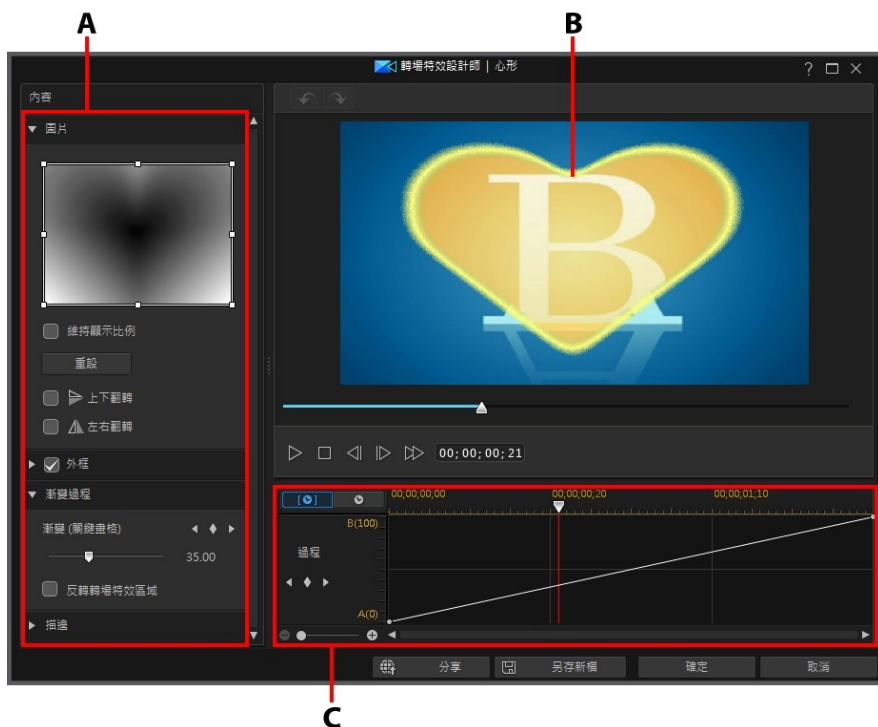 A
B
轉場特效設計師 | 心形
?
內容
圖片
維持顯示比例
重設
上下翻轉
左右翻轉
外框
漸變過程
漸變 (關鍵畫格)
35.00
反轉轉場特效區域
描邊
B
A
00;00;00;21
00;00;00;00 00;00;00;20 00;00;01;10
B(100)
過程
A(0)
分享 另存新檔 確定 取消
C